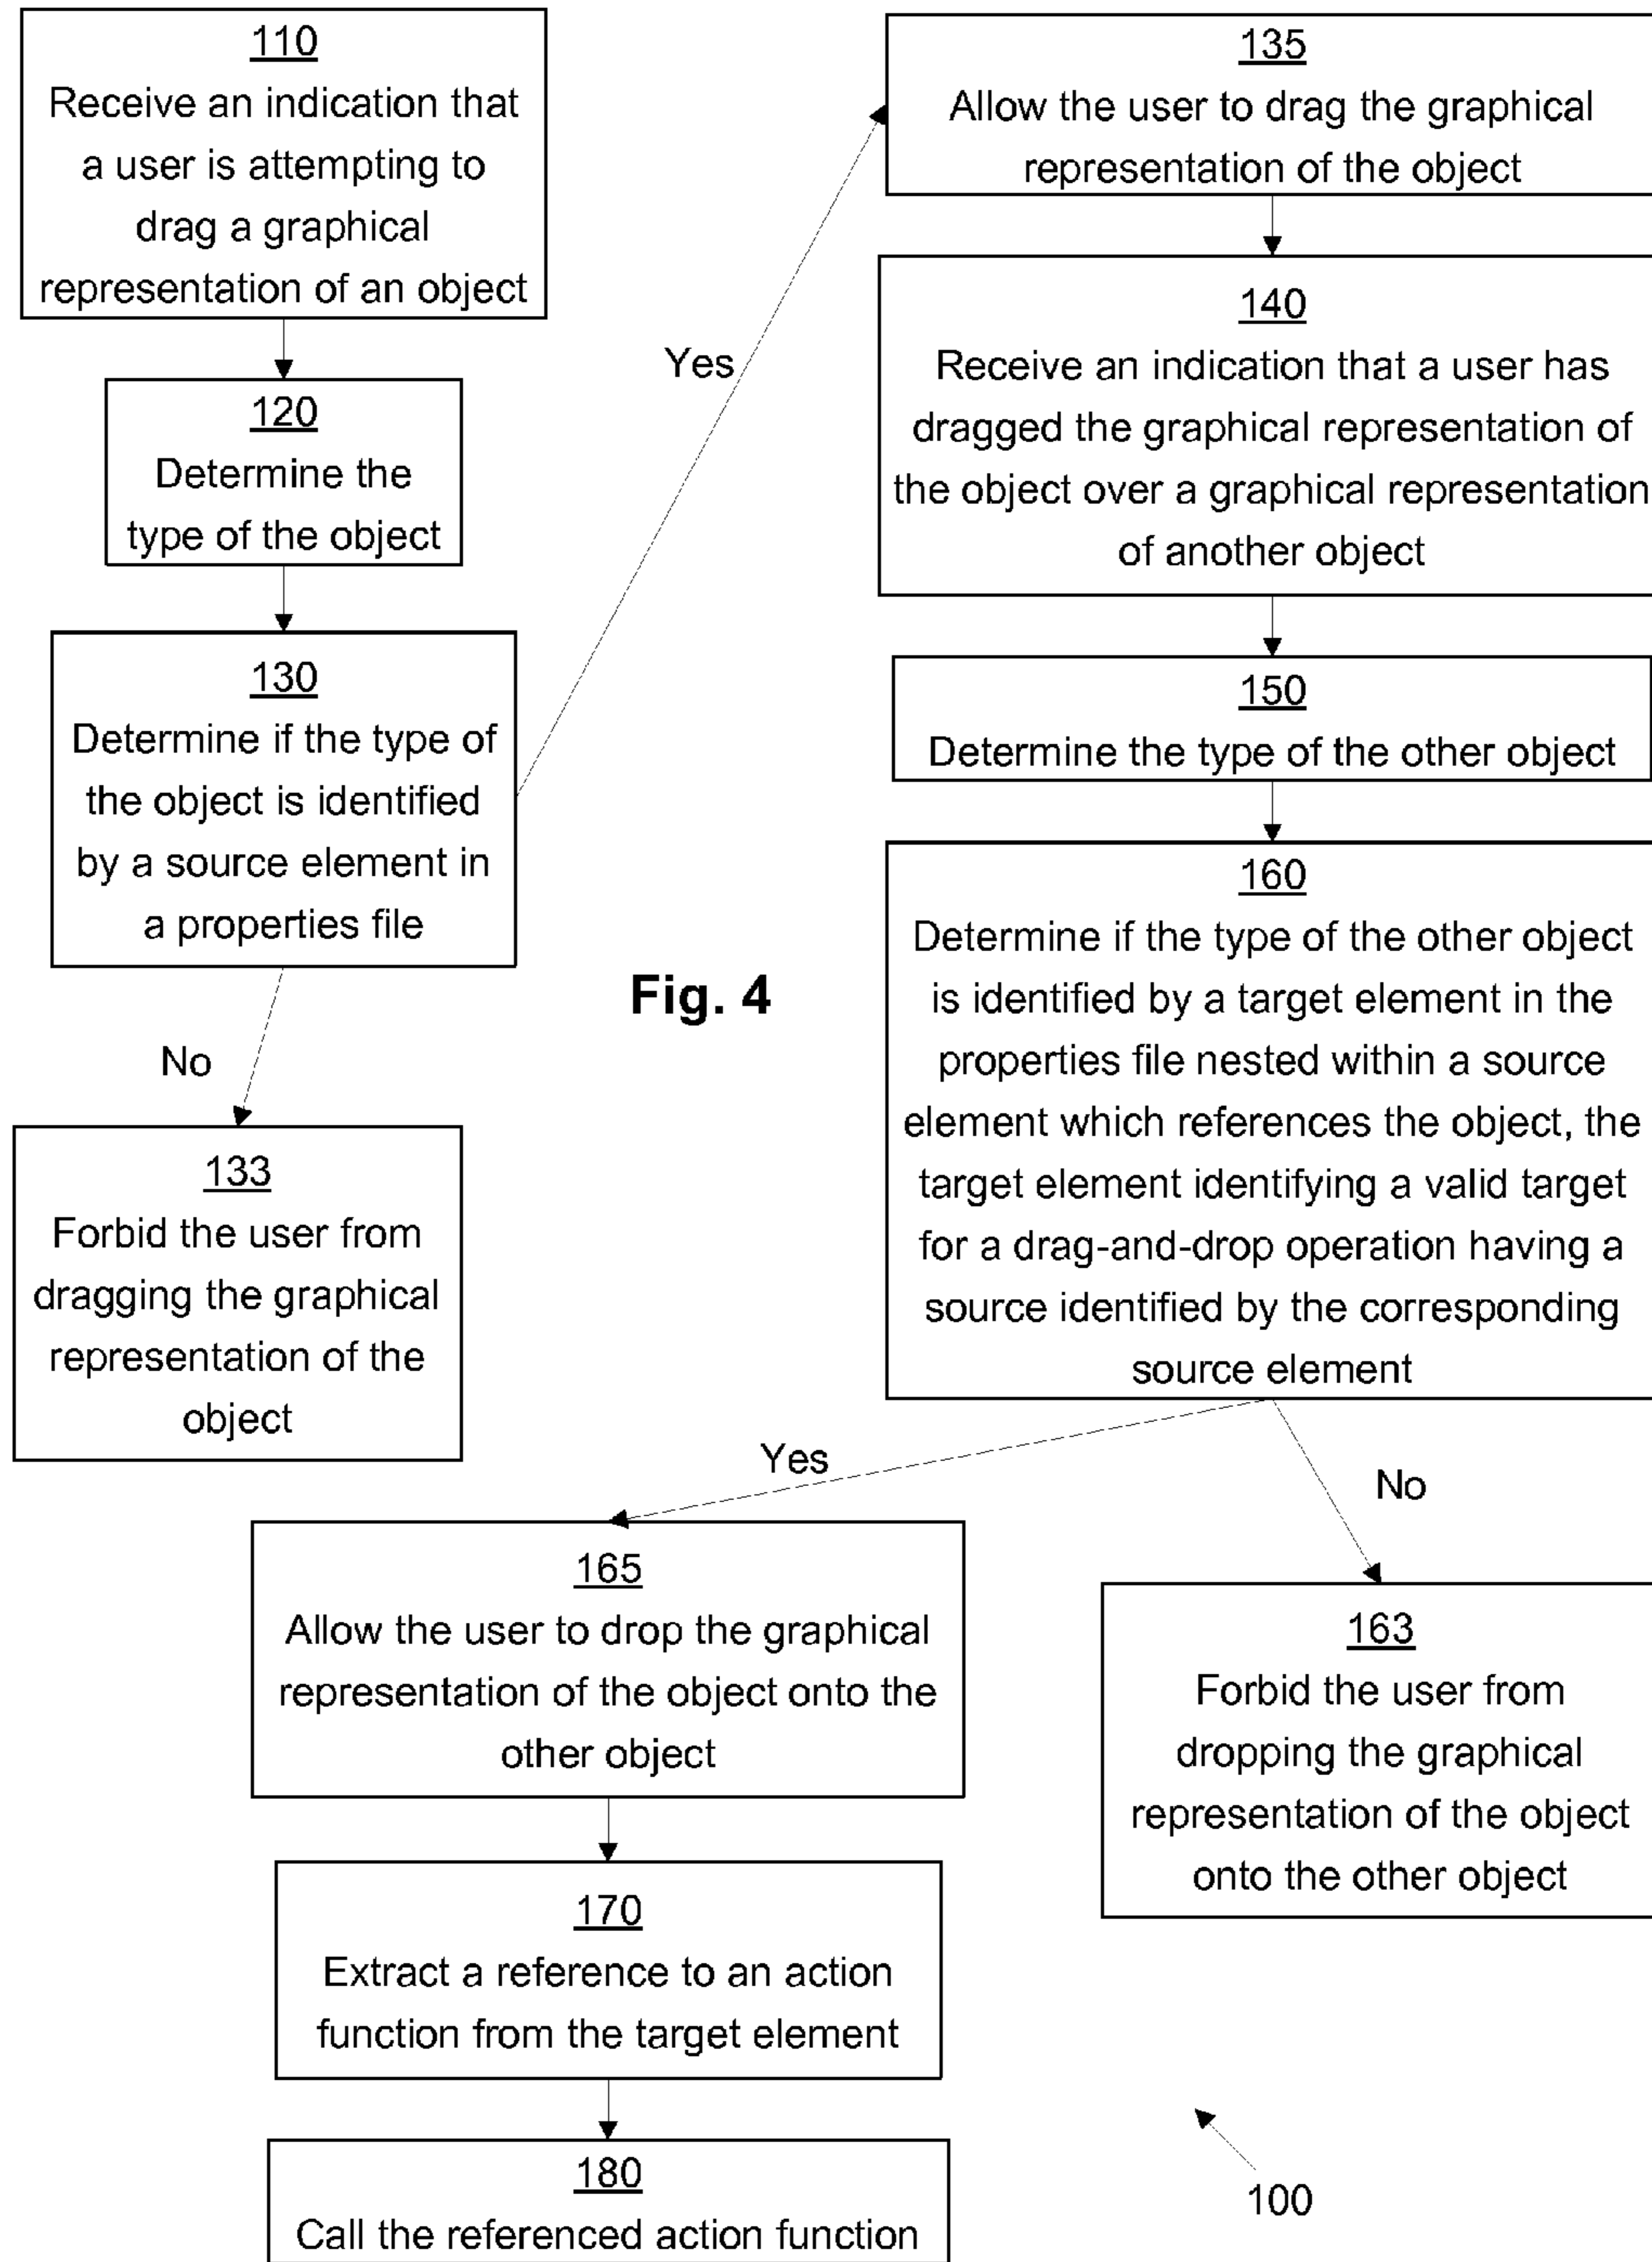 110
Receive an indication that
a user is attempting to
drag a graphical
representation of an object
120
Determine the
type of the object
130
Determine if the type of
the object is identified
by a source element in
a properties file
No
133
Forbid the user from
dragging the graphical
representation of the
object
Yes
135
Allow the user to drag the graphical
representation of the object
140
Receive an indication that a user has
dragged the graphical representation of
the object over a graphical representation
of another object
150
Determine the type of the other object
160
Determine if the type of the other object
is identified by a target element in the
properties file nested within a source
element which references the object, the
target element identifying a valid target
for a drag-and-drop operation having a
source identified by the corresponding
source element
Fig. 4
Yes
No
165
Allow the user to drop the graphical
representation of the object onto the
other object
163
Forbid the user from
dropping the graphical
representation of the object
onto the other object
170
Extract a reference to an action
function from the target element
180
Call the referenced action function
100